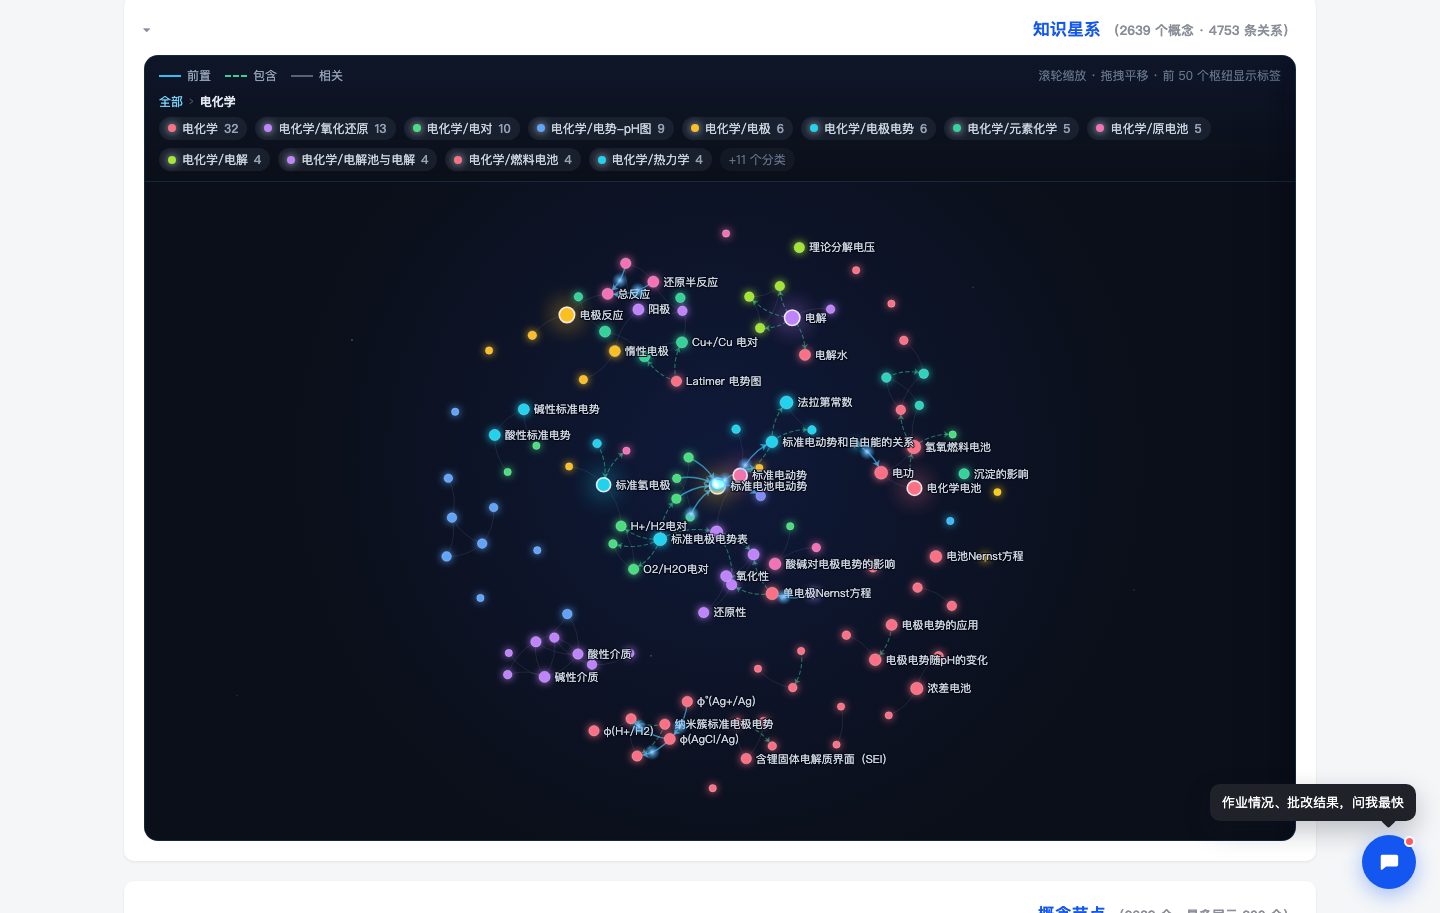 知识星系 (2639 个概念 · 4753 条关系)
前置 包含 相关
滚轮缩放 · 拖拽平移 · 前 50 个枢纽显示标签
全部 › 电化学
电化学 32 电化学/氧化还原 13 电化学/电对 10 电化学/电势-pH图 9 电化学/电极 6 电化学/电极电势 6 电化学/元素化学 5 电化学/原电池 5
电化学/电解 4 电化学/电解池与电解 4 电化学/燃料电池 4 电化学/热力学 4 +11 个分类
理论分解电压
还原半反应
总反应
阳极
电极反应
电解
Cu+/Cu 电对
惰性电极
电解水
Latimer 电势图
法拉第常数
碱性标准电势
酸性标准电势
标准电动势和自由能的关系
氢氧燃料电池
标准电动势
电功
沉淀的影响
标准氢电极
标准电池电动势
电化学电池
H+/H2电对
标准电极电势表
电池Nernst方程
酸碱对电极电势的影响
O2/H2O电对
氧化性
单电极Nernst方程
还原性
电极电势的应用
酸性介质
电极电势随pH的变化
碱性介质
浓差电池
φ°(Ag+/Ag)
纳米簇标准电极电势
φ(H+/H2)
φ(AgCl/Ag)
含锂固体电解质界面（SEI）
作业情况、批改结果，问我最快